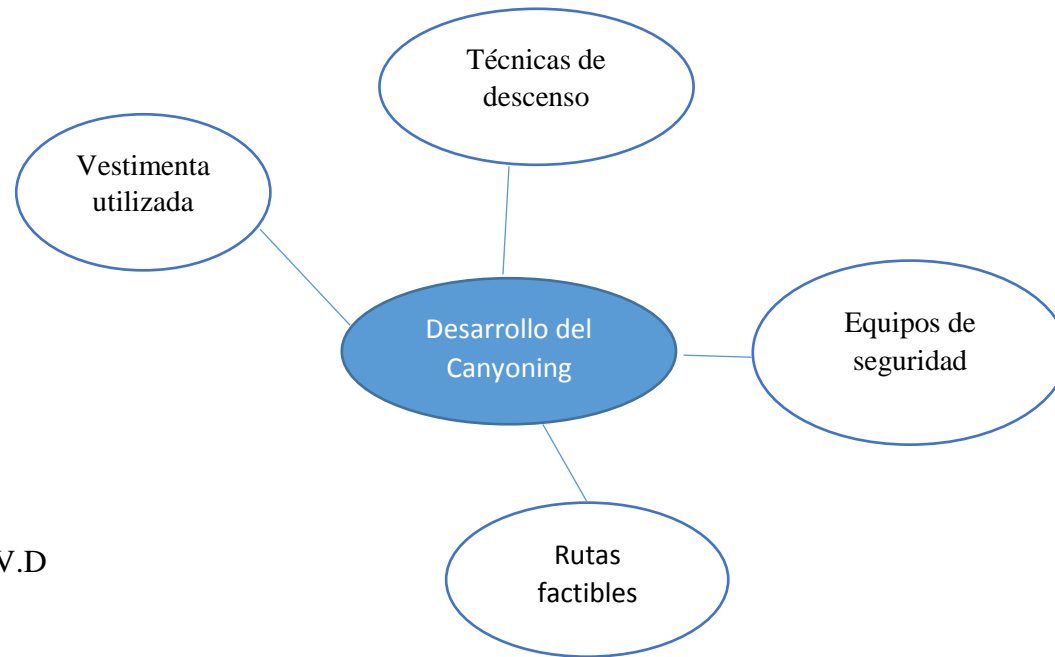 Técnicas de
descenso
Vestimenta
utilizada
Desarrollo del
Canyoning
Equipos de
seguridad
Rutas
factibles
V.D